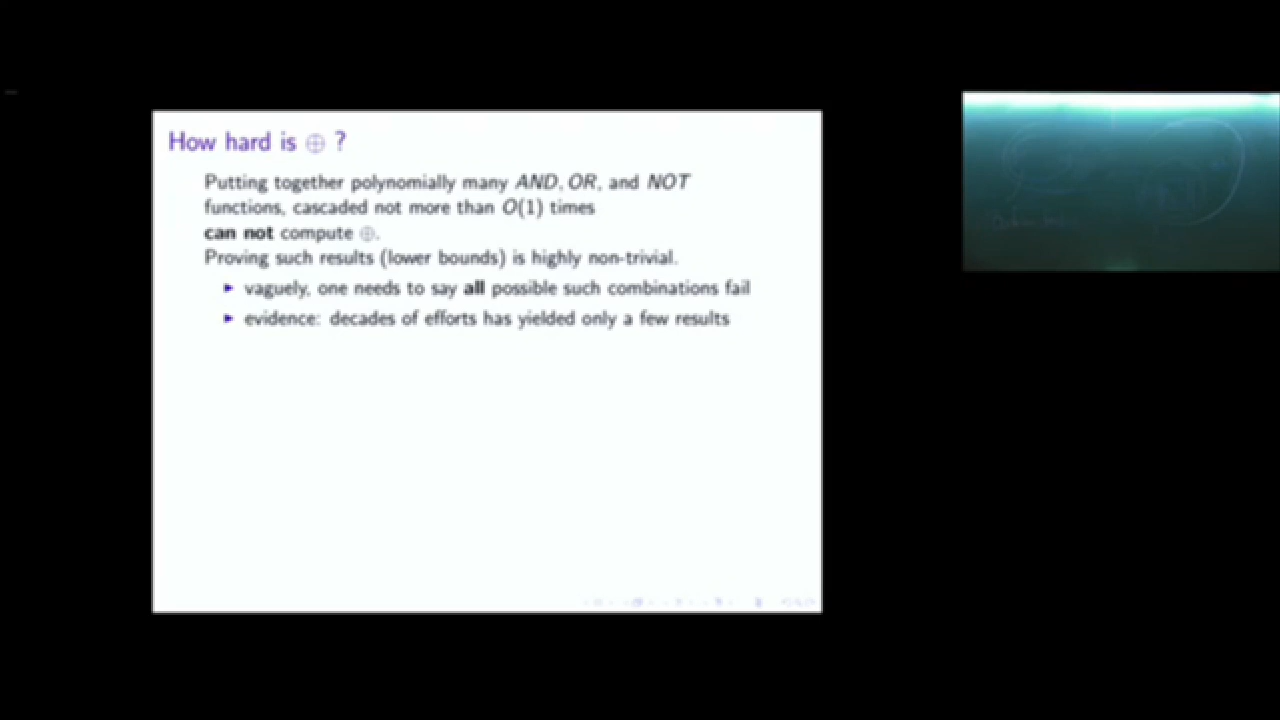 How hard is ⊕ ?
Putting together polynomially many AND, OR, and NOT
functions, cascaded not more than O(1) times
can not compute ⊕.
Proving such results (lower bounds) is highly non-trivial.
▶ vaguely, one needs to say all possible such combinations fail
▶ evidence: decades of efforts has yielded only a few results